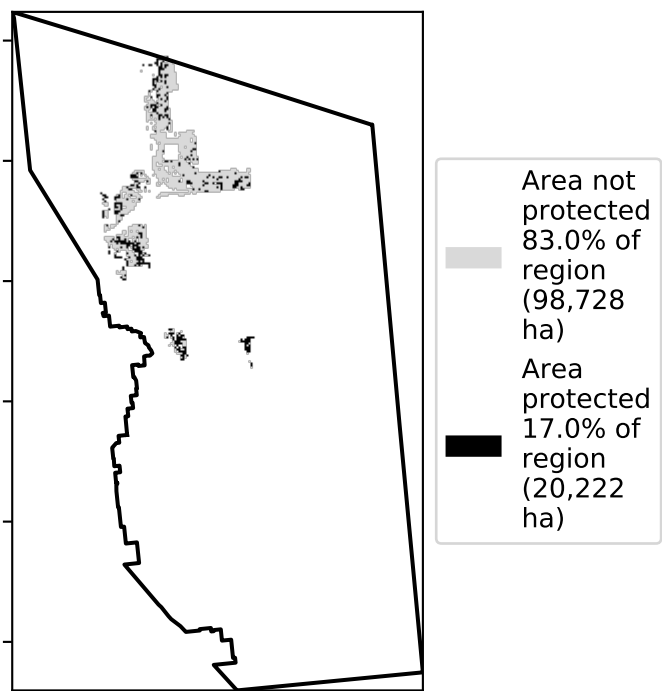 Area not
protected
83.0% of
region
(98,728
ha)
Area
protected
17.0% of
region
(20,222
ha)